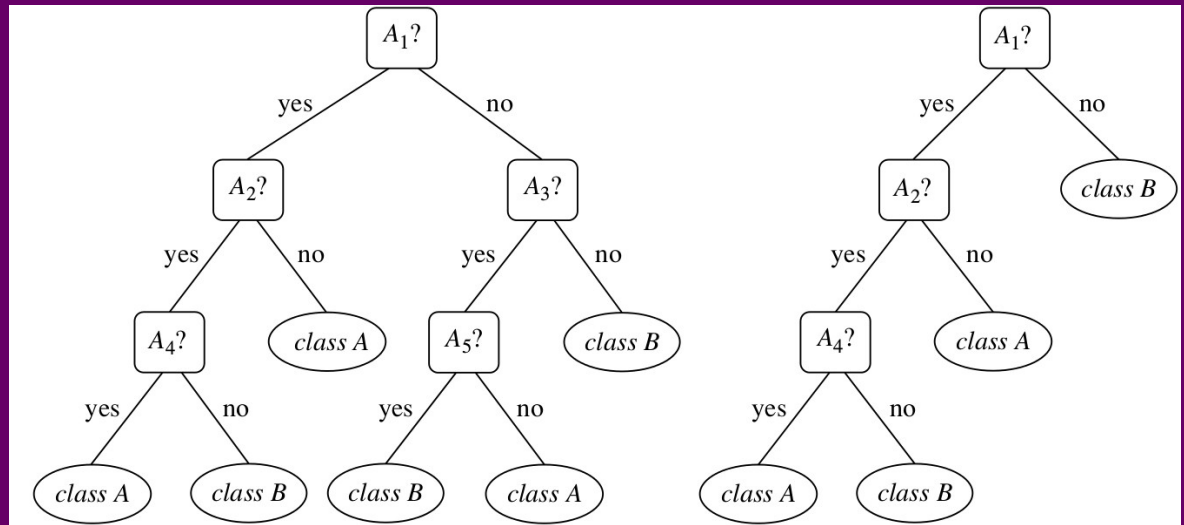 A₁? A₁?
yes no yes no
A₂? A₃? A₂? class B
yes no yes no yes no
A₄? class A A₅? class B A₄? class A
yes no yes no yes no
class A class B class B class A class A class B